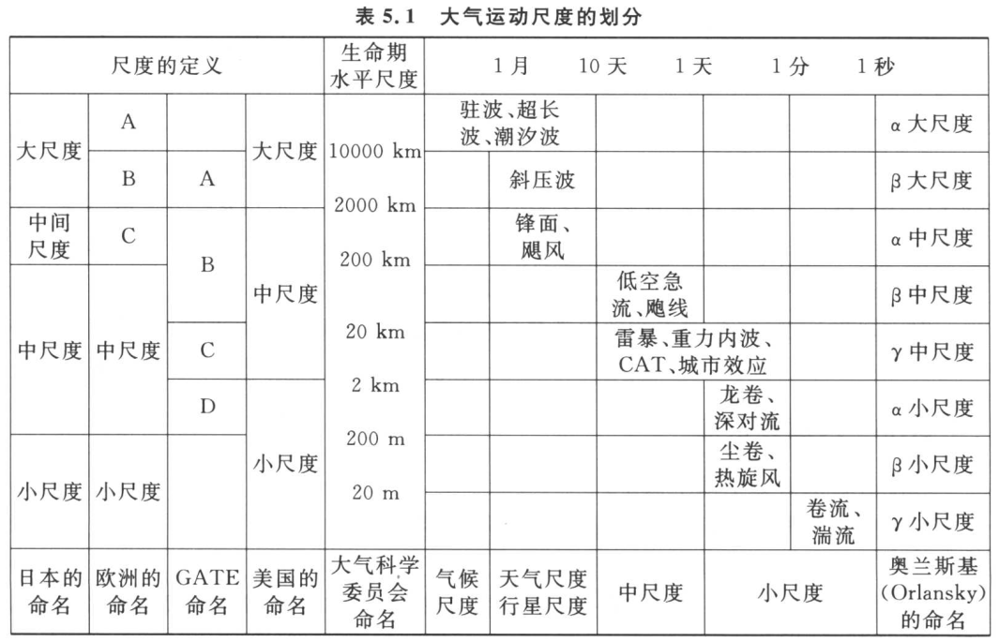 表 5.1 大气运动尺度的划分
尺度的定义
生命期
水平尺度
1月 10天 1天 1分 1秒
大尺度
A
大尺度
10000 km
驻波、超长
波、潮汐波
α大尺度
B
A
斜压波
β大尺度
2000 km
中间
尺度
C
B
中尺度
锋面、
飓风
α中尺度
200 km
中尺度
中尺度
低空急
流、飑线
β中尺度
20 km
C
雷暴、重力内波、
CAT、城市效应
γ中尺度
2 km
D
小尺度
龙卷、
深对流
α小尺度
200 m
小尺度
小尺度
尘卷、
热旋风
β小尺度
20 m
卷流、
湍流
γ小尺度
日本的
命名
欧洲的
命名
GATE
命名
美国的
命名
大气科学
委员会
命名
气候
尺度
天气尺度
行星尺度
中尺度
小尺度
奥兰斯基
(Orlansky)
的命名